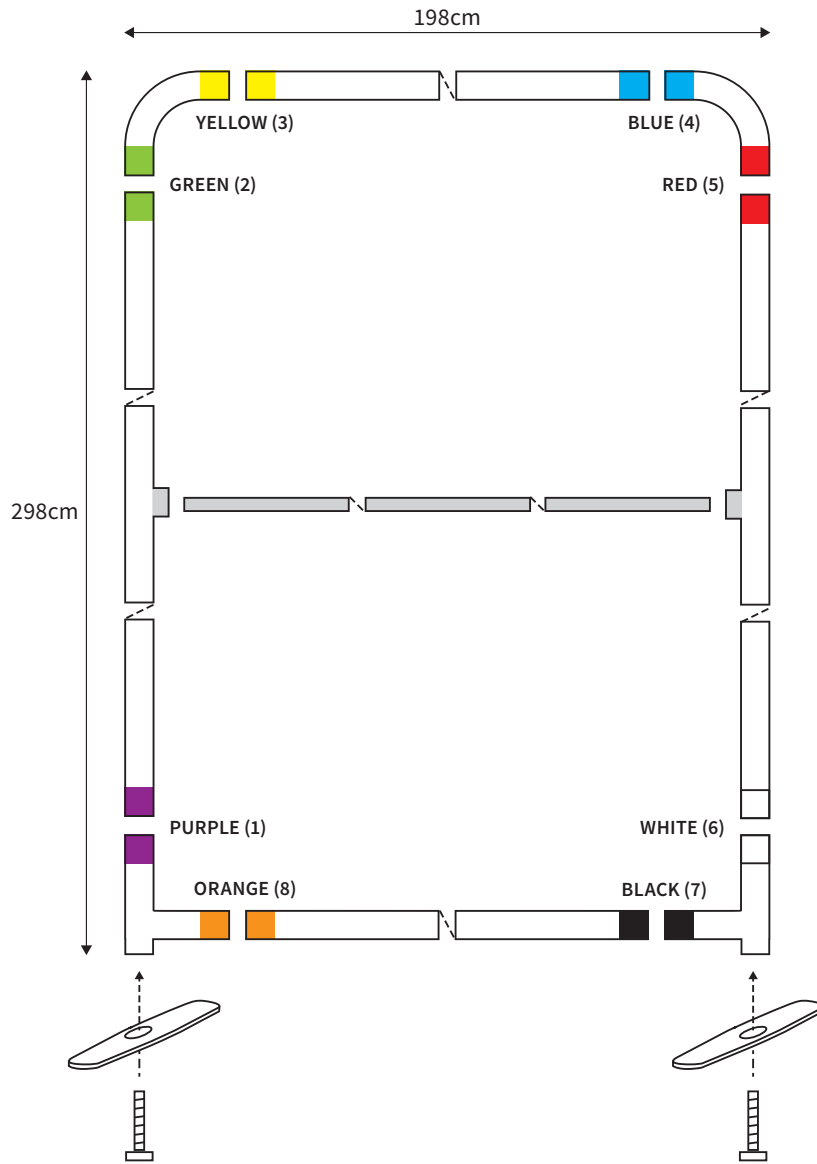 198cm
YELLOW (3)
BLUE (4)
GREEN (2)
RED (5)
298cm
PURPLE (1)
WHITE (6)
ORANGE (8)
BLACK (7)